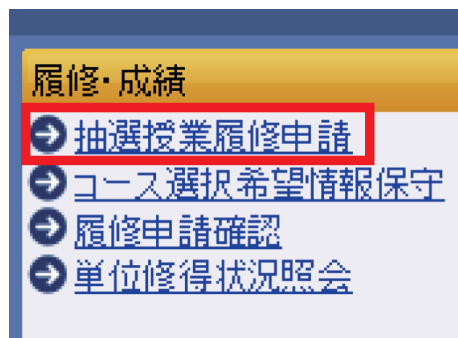 履修・成績
抽選授業履修申請
コース選択希望情報保守
履修申請確認
単位修得状況照会